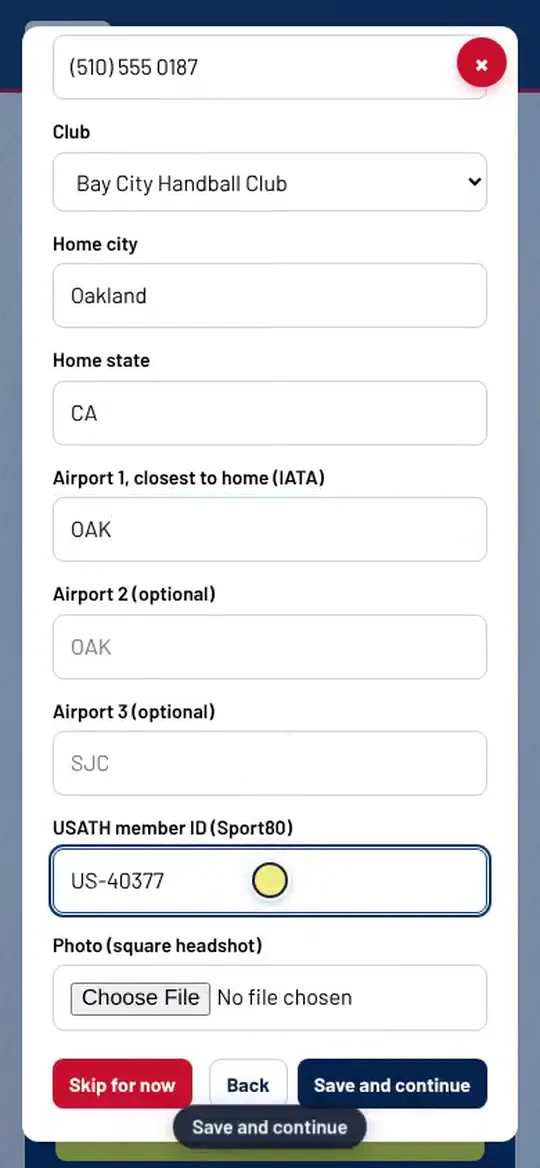 (510) 555 0187
Club
Bay City Handball Club
Home city
Oakland
Home state
CA
Airport 1, closest to home (IATA)
OAK
Airport 2 (optional)
OAK
Airport 3 (optional)
SJC
USATH member ID (Sport80)
US-40377
Photo (square headshot)
Choose File No file chosen
Skip for now Back Save and continue
Save and continue